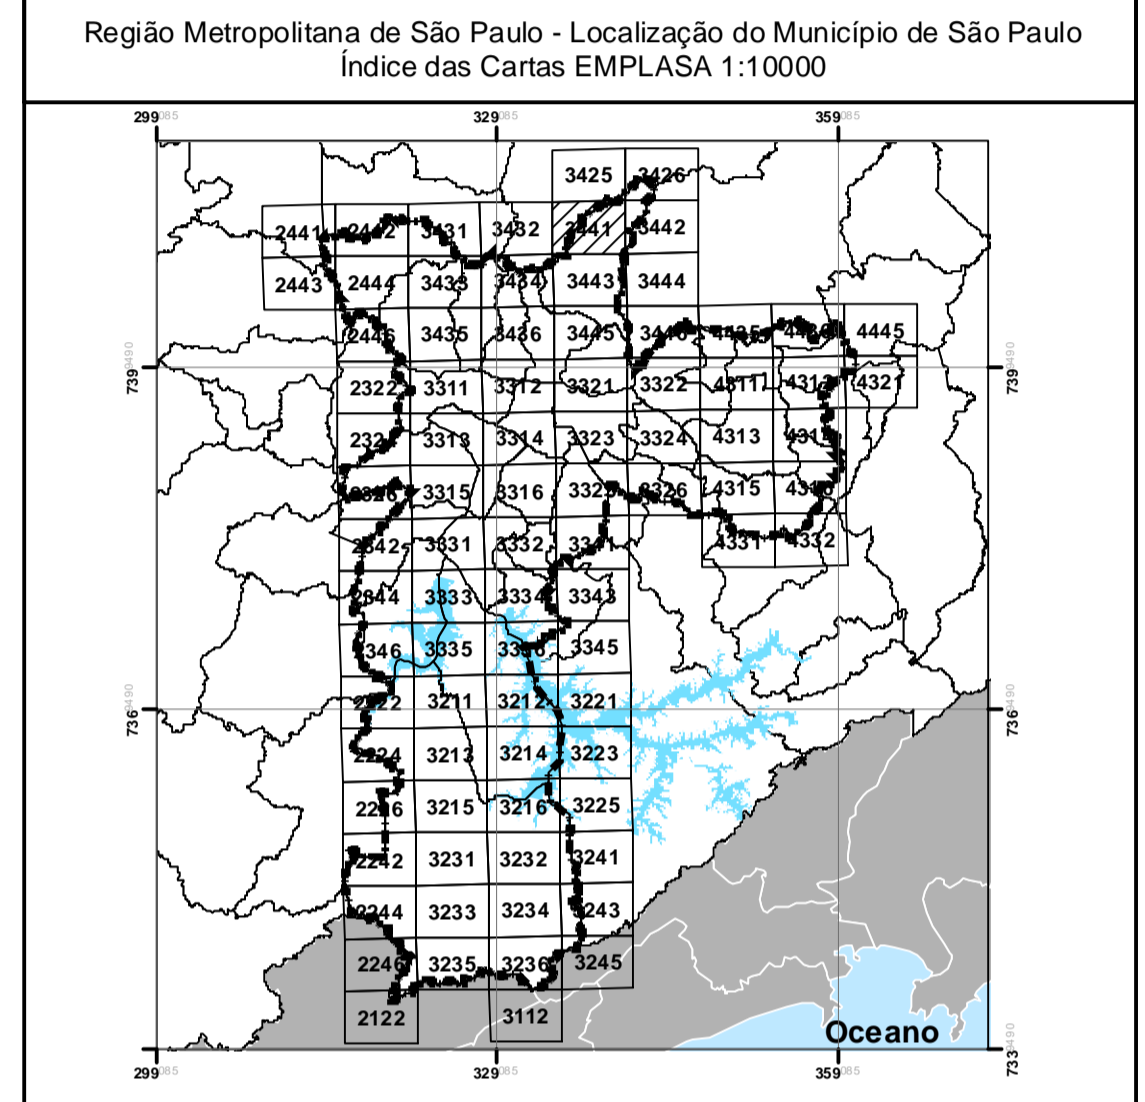 Região Metropolitana de São Paulo - Localização do Município de São Paulo
Índice das Cartas EMPLASA 1:10000
299085 329085 359085
3425 3426
2441 2442 3431 3432 3441 3442
2443 2444 3433 3434 3443 3444
2446 3435 3436 3445 3446 4435 4436 4445
739490 739490
2322 3311 3312 3321 3322 4311 4312 4321
232 3313 3314 3323 3324 4313 4314
2326 3315 3316 3325 3326 4315 4316
2342 3331 3332 3341 4331 4332
2344 3333 3334 3343
346 3335 3336 3345
736490 736490
2222 3211 3212 3221
2224 3213 3214 3223
2226 3215 3216 3225
2242 3231 3232 3241
2244 3233 3234 3243
2246 3235 3236 3245
2122 3112
Oceano
733490
299085 329085 359085